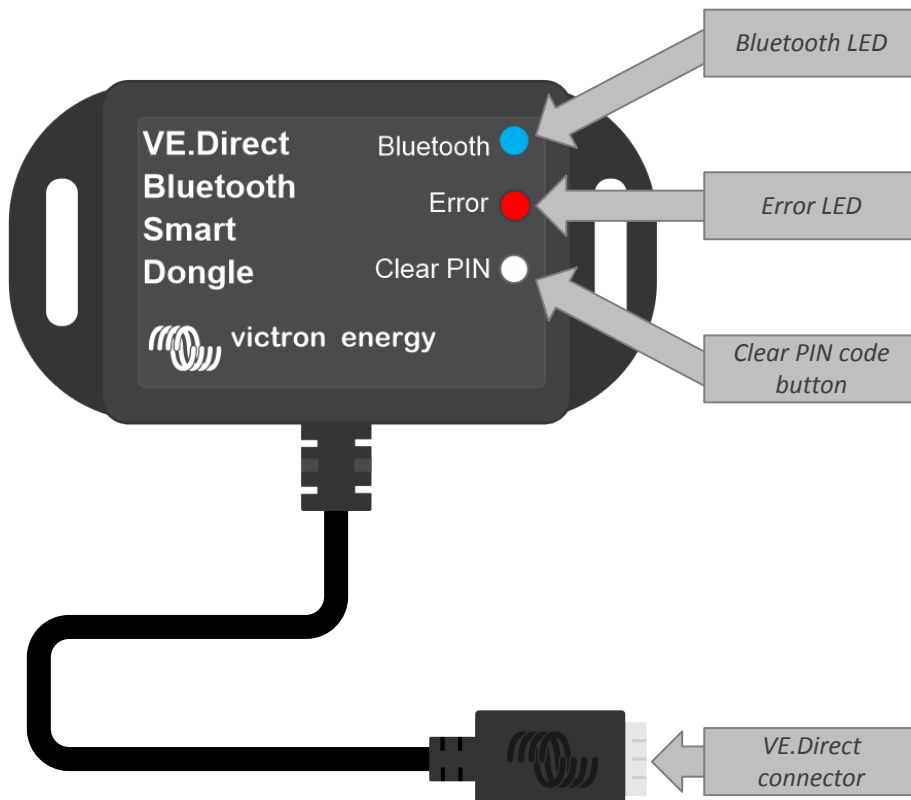 Bluetooth LED
VE.Direct
Bluetooth
Smart
Dongle
Bluetooth
Error
Clear PIN
victron energy
Error LED
Clear PIN code
button
VE.Direct
connector